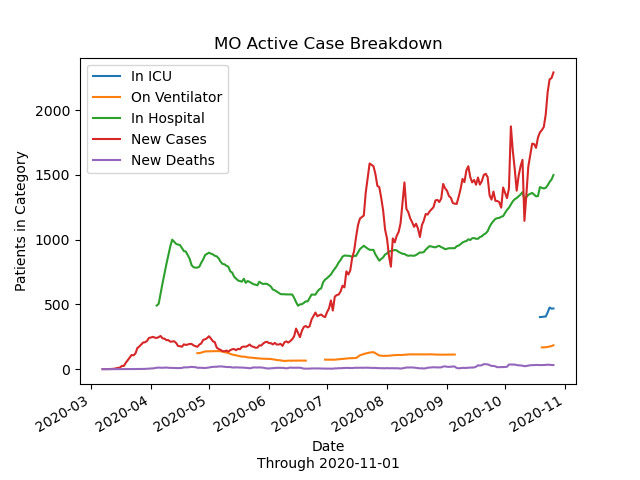 MO Active Case Breakdown
In ICU
On Ventilator
In Hospital
New Cases
New Deaths
Patients in Category
2000
1500
1000
500
0
2020-03
2020-04
2020-05
2020-06
2020-07
2020-08
2020-09
2020-10
2020-11
Date
Through 2020-11-01